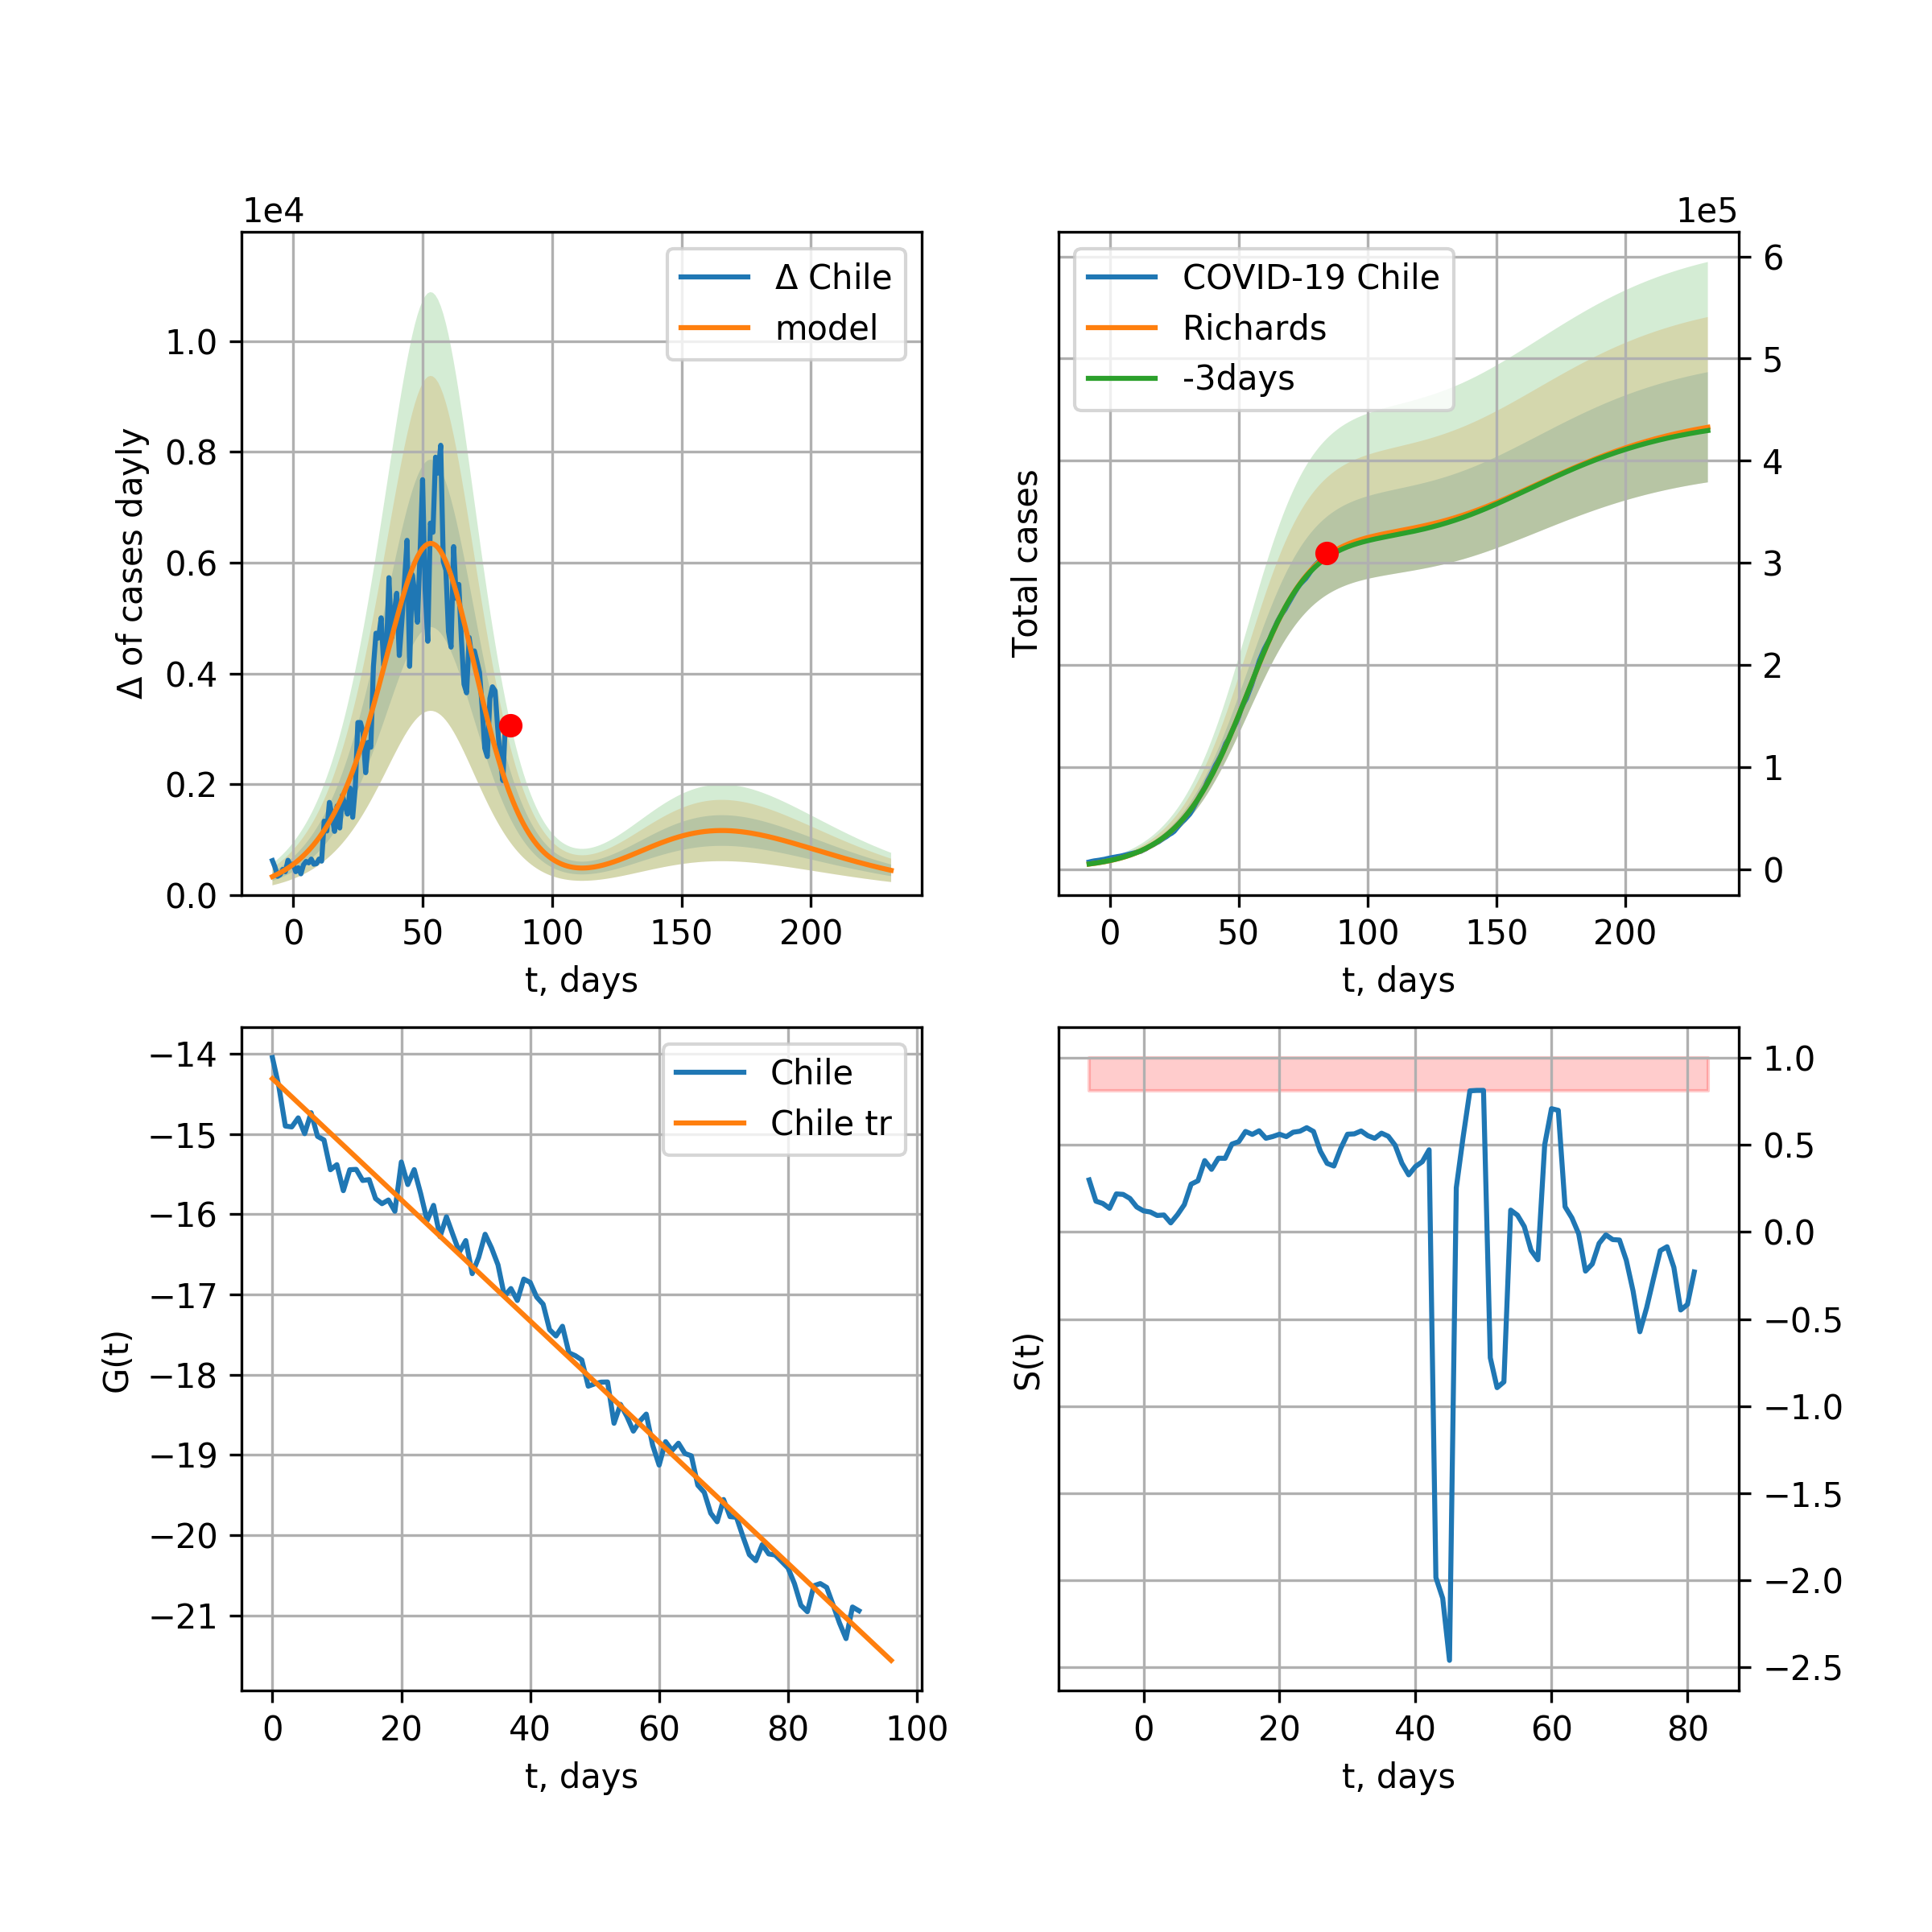 1e4
Δ of cases dayly
1.0
0.8
0.6
0.4
0.2
0.0
0 50 100 150 200
t, days
Δ Chile
model
1e5
Total cases
6
5
4
3
2
1
0
0 50 100 150 200
t, days
COVID-19 Chile
Richards
-3days
G(t)
−14
−15
−16
−17
−18
−19
−20
−21
0 20 40 60 80 100
t, days
Chile
Chile tr
S(t)
1.0
0.5
0.0
−0.5
−1.0
−1.5
−2.0
−2.5
0 20 40 60 80
t, days